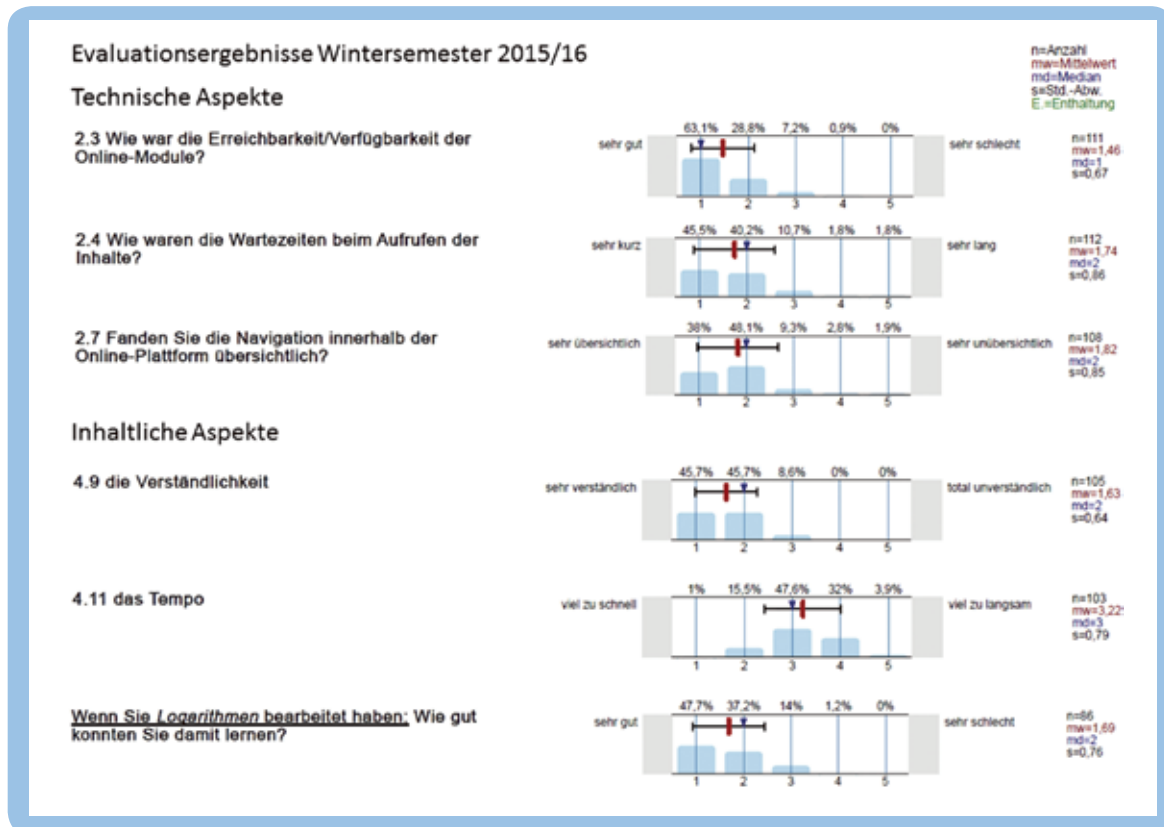 Evaluationsergebnisse Wintersemester 2015/16
n=Anzahl
mw=Mittelwert
md=Median
s=Std.-Abw.
E.=Enthaltung
Technische Aspekte
2.3 Wie war die Erreichbarkeit/Verfügbarkeit der
Online-Module?
sehr gut
63,1% 28,8% 7,2% 0,9% 0%
1 2 3 4 5
sehr schlecht
n=111
mw=1,46
md=1
s=0,67
2.4 Wie waren die Wartezeiten beim Aufrufen der
Inhalte?
sehr kurz
45,5% 40,2% 10,7% 1,8% 1,8%
1 2 3 4 5
sehr lang
n=112
mw=1,74
md=2
s=0,86
2.7 Fanden Sie die Navigation innerhalb der
Online-Plattform übersichtlich?
sehr übersichtlich
38% 48,1% 9,3% 2,8% 1,9%
1 2 3 4 5
sehr unübersichtlich
n=108
mw=1,82
md=2
s=0,85
Inhaltliche Aspekte
4.9 die Verständlichkeit
sehr verständlich
45,7% 45,7% 8,6% 0% 0%
1 2 3 4 5
total unverständlich
n=105
mw=1,63
md=2
s=0,64
4.11 das Tempo
viel zu schnell
1% 15,5% 47,6% 32% 3,9%
1 2 3 4 5
viel zu langsam
n=103
mw=3,22
md=3
s=0,79
Wenn Sie Logarithmen bearbeitet haben: Wie gut
konnten Sie damit lernen?
sehr gut
47,7% 37,2% 14% 1,2% 0%
1 2 3 4 5
sehr schlecht
n=86
mw=1,69
md=2
s=0,76